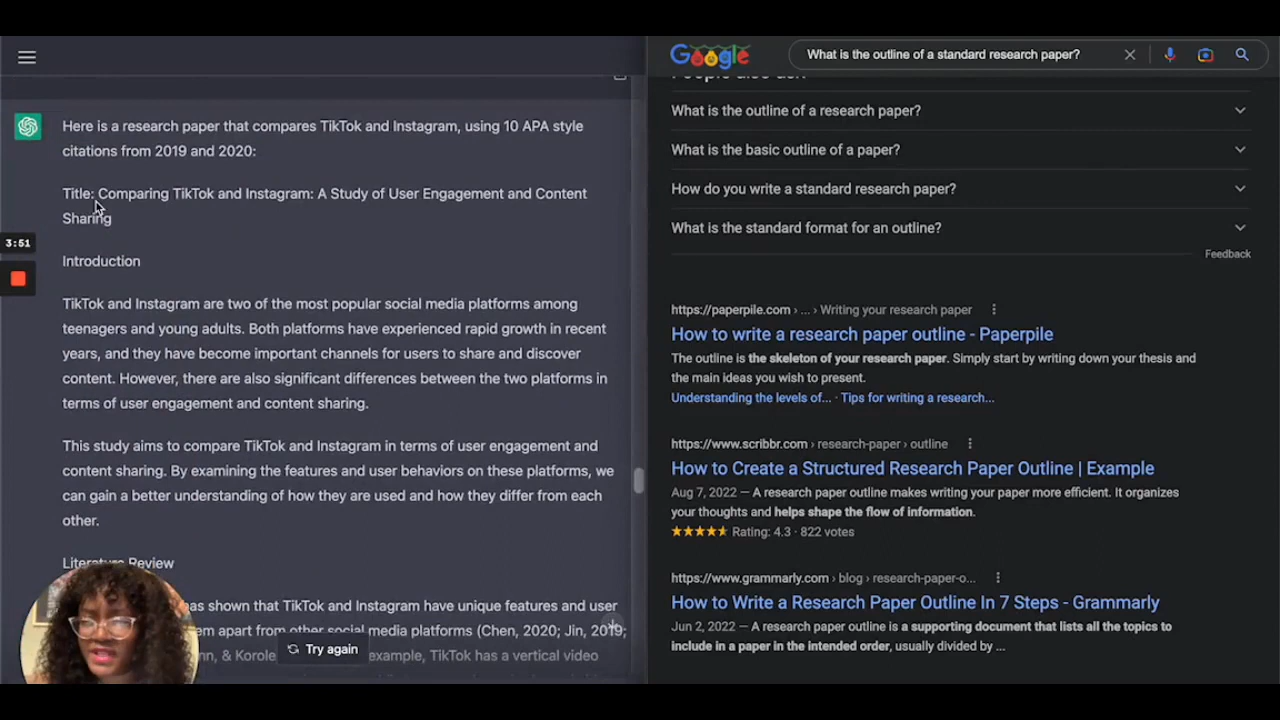 Here is a research paper that compares TikTok and Instagram, using 10 APA style
citations from 2019 and 2020:
Title: Comparing TikTok and Instagram: A Study of User Engagement and Content
Sharing
3:51
Introduction
TikTok and Instagram are two of the most popular social media platforms among
teenagers and young adults. Both platforms have experienced rapid growth in recent
years, and they have become important channels for users to share and discover
content. However, there are also significant differences between the two platforms in
terms of user engagement and content sharing.
This study aims to compare TikTok and Instagram in terms of user engagement and
content sharing. By examining the features and user behaviors on these platforms, we
can gain a better understanding of how they are used and how they differ from each
other.
Literature Review
has shown that TikTok and Instagram have unique features and user
apart from other social media platforms (Chen, 2020; Jin, 2019;
& Korole
Try again
example, TikTok has a vertical video
Google
What is the outline of a standard research paper?
People also ask
What is the outline of a research paper?
What is the basic outline of a paper?
How do you write a standard research paper?
What is the standard format for an outline?
Feedback
https://paperpile.com › ... › Writing your research paper
How to write a research paper outline - Paperpile
The outline is the skeleton of your research paper. Simply start by writing down your thesis and
the main ideas you wish to present.
Understanding the levels of... · Tips for writing a research...
https://www.scribbr.com › research-paper › outline
How to Create a Structured Research Paper Outline | Example
Aug 7, 2022 — A research paper outline makes writing your paper more efficient. It organizes
your thoughts and helps shape the flow of information.
Rating: 4.3 · 822 votes
https://www.grammarly.com › blog › research-paper-o...
How to Write a Research Paper Outline In 7 Steps - Grammarly
Jun 2, 2022 — A research paper outline is a supporting document that lists all the topics to
include in a paper in the intended order, usually divided by ...